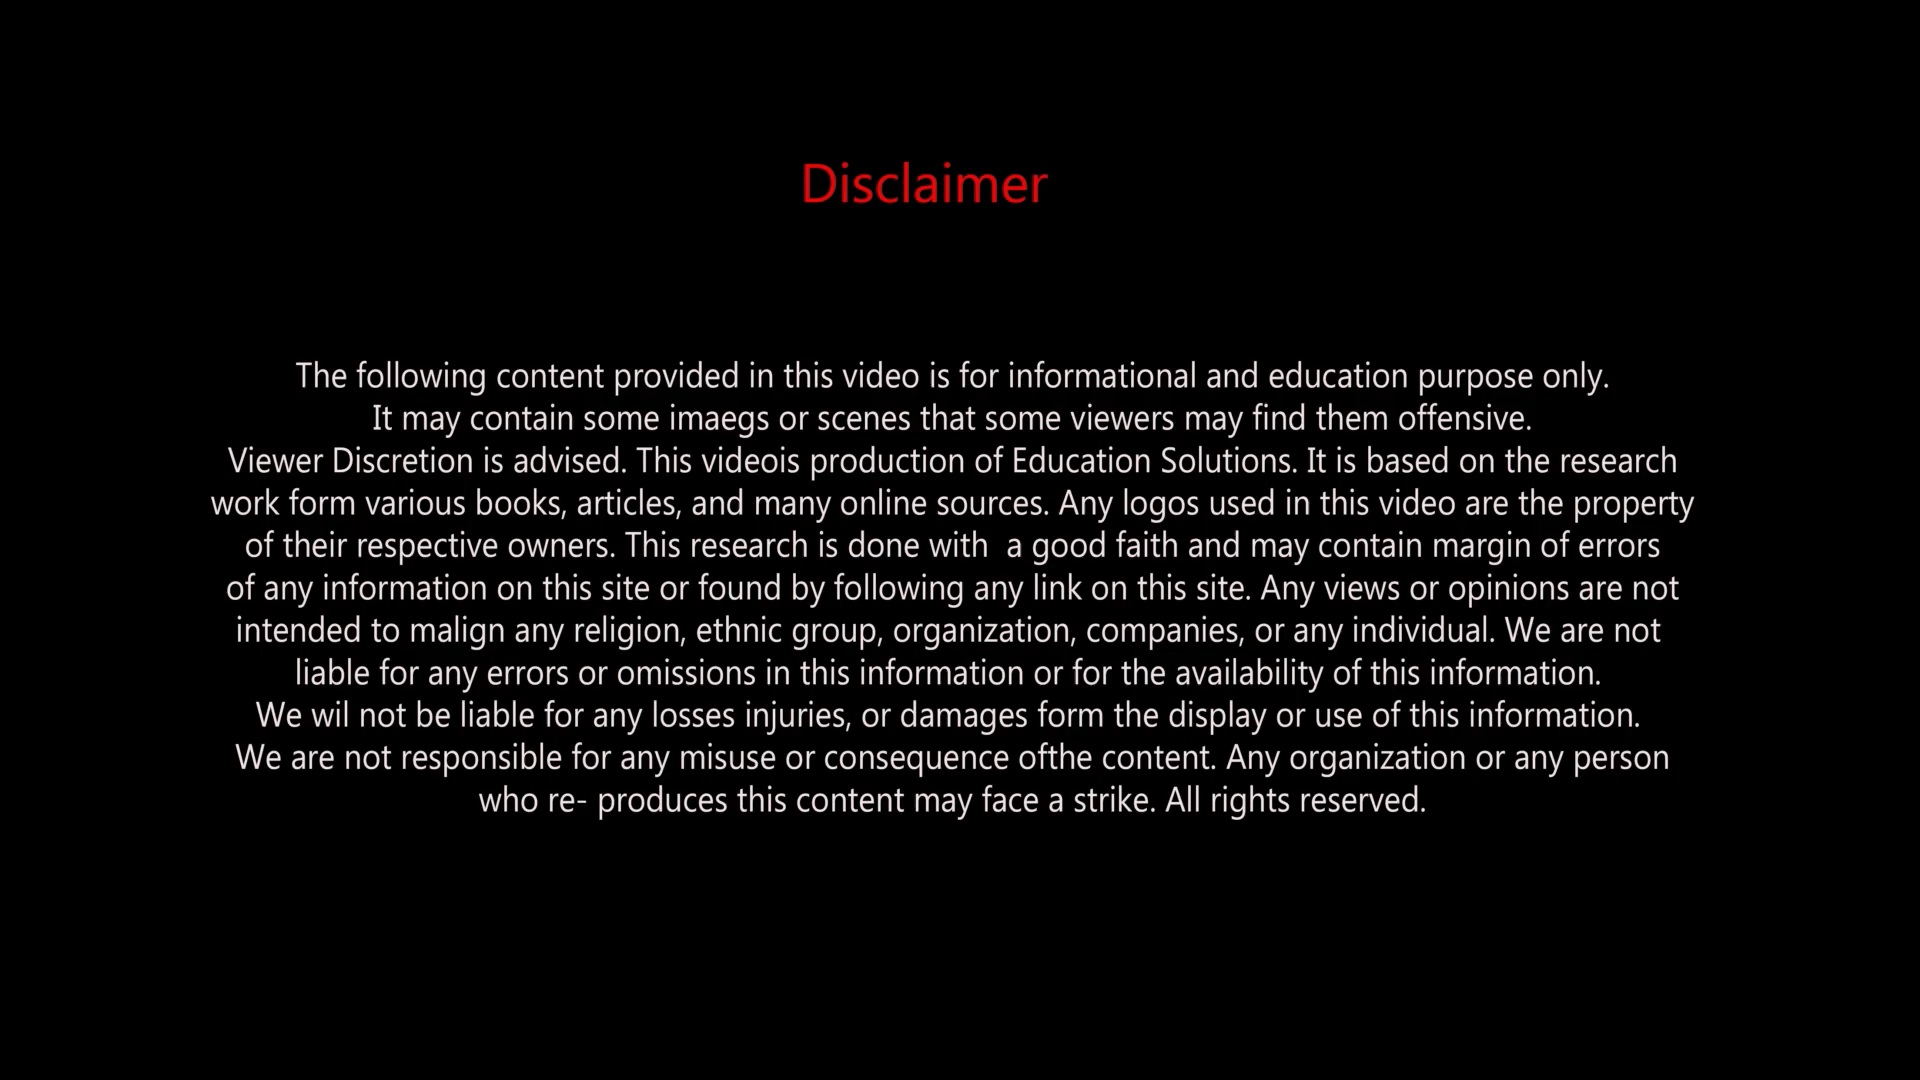 Disclaimer
The following content provided in this video is for informational and education purpose only.
It may contain some imaegs or scenes that some viewers may find them offensive.
Viewer Discretion is advised. This videois production of Education Solutions. It is based on the research
work form various books, articles, and many online sources. Any logos used in this video are the property
of their respective owners. This research is done with  a good faith and may contain margin of errors
of any information on this site or found by following any link on this site. Any views or opinions are not
intended to malign any religion, ethnic group, organization, companies, or any individual. We are not
liable for any errors or omissions in this information or for the availability of this information.
We wil not be liable for any losses injuries, or damages form the display or use of this information.
We are not responsible for any misuse or consequence ofthe content. Any organization or any person
who re- produces this content may face a strike. All rights reserved.